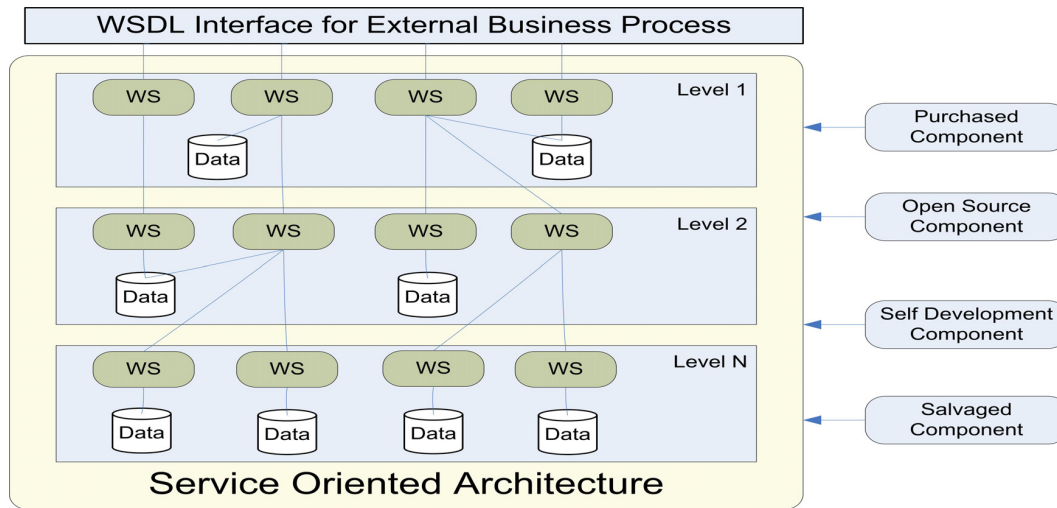 WSDL Interface for External Business Process
WS WS WS WS Level 1
Data Data
WS WS WS WS Level 2
Data Data
WS WS WS WS Level N
Data Data Data Data
Service Oriented Architecture
Purchased
Component
Open Source
Component
Self Development
Component
Salvaged
Component